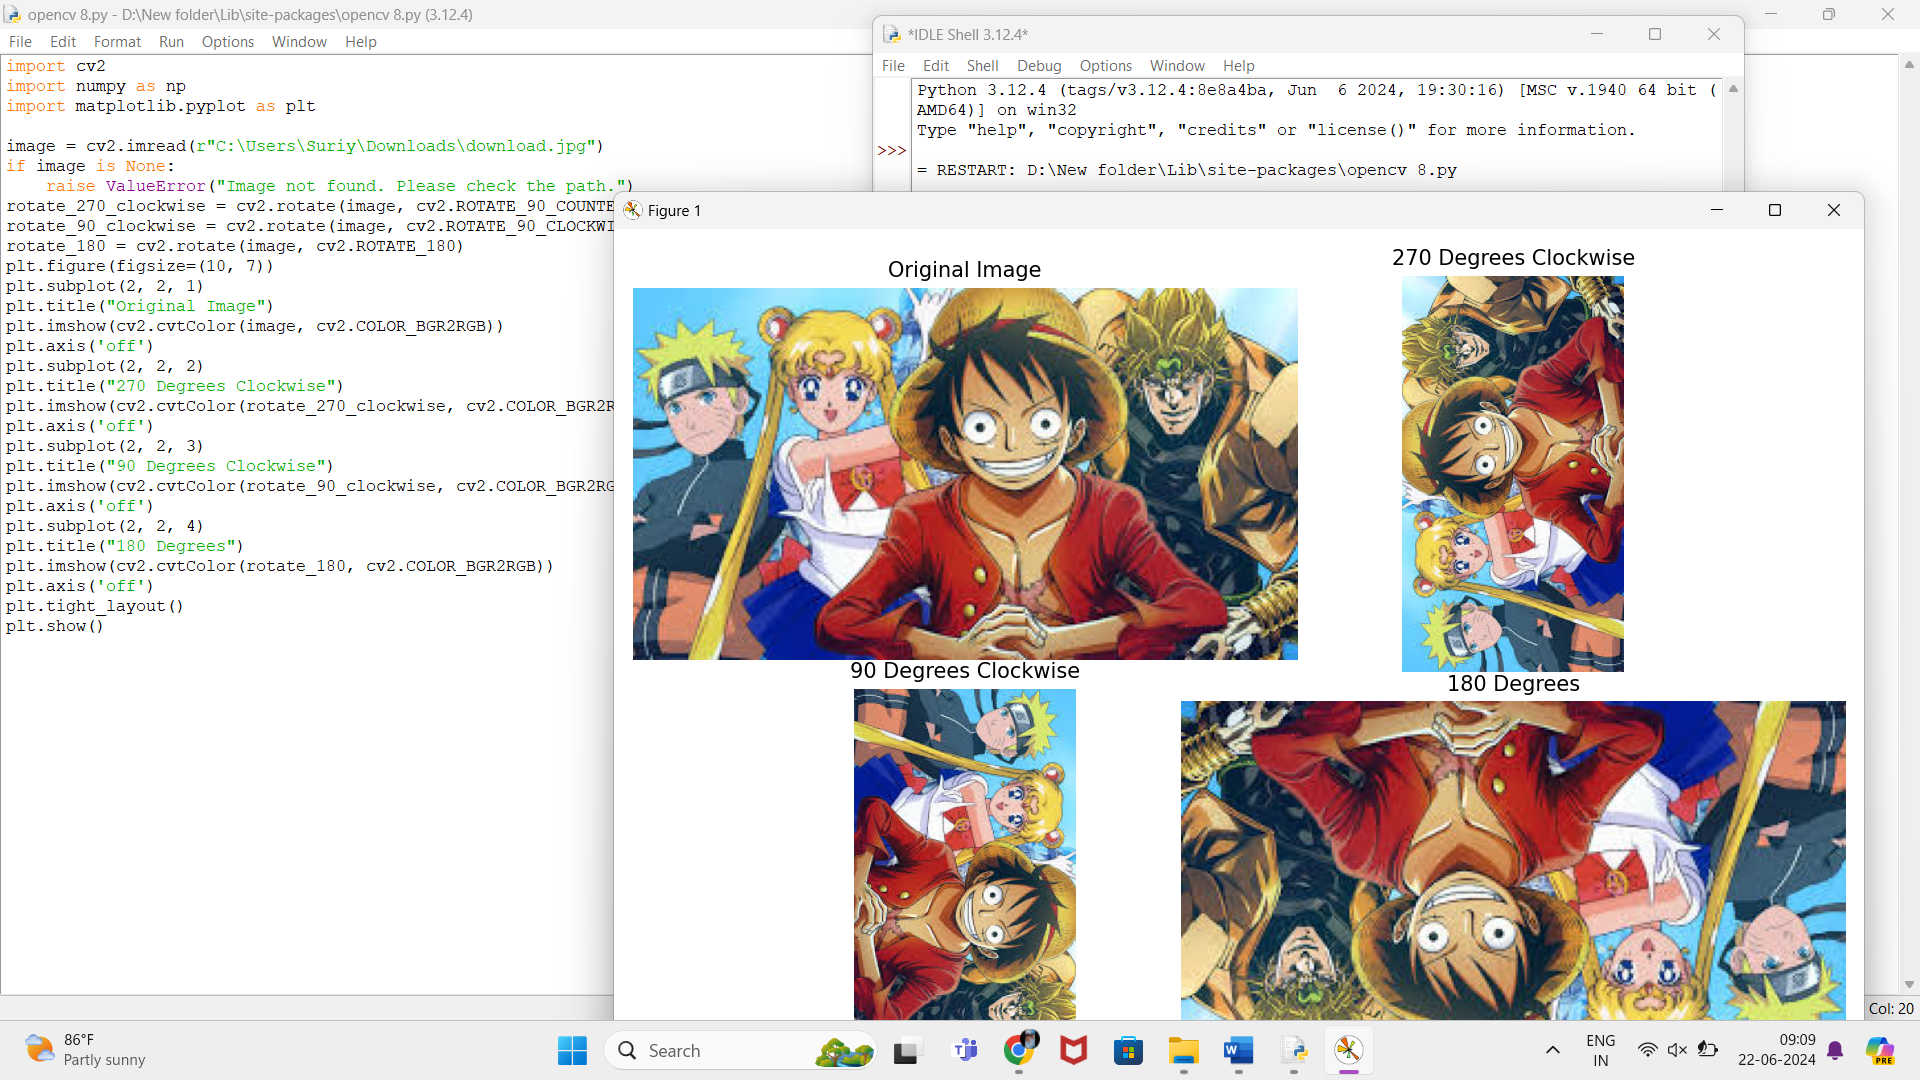 opencv 8.py - D:\New folder\Lib\site-packages\opencv 8.py (3.12.4)
File Edit Format Run Options Window Help
import cv2
import numpy as np
import matplotlib.pyplot as plt
image = cv2.imread(r"C:\Users\Suriy\Downloads\download.jpg")
if image is None:
    raise ValueError("Image not found. Please check the path.")
rotate_270_clockwise = cv2.rotate(image, cv2.ROTATE_90_COUNTE
rotate_90_clockwise = cv2.rotate(image, cv2.ROTATE_90_CLOCKWI
rotate_180 = cv2.rotate(image, cv2.ROTATE_180)
plt.figure(figsize=(10, 7))
plt.subplot(2, 2, 1)
plt.title("Original Image")
plt.imshow(cv2.cvtColor(image, cv2.COLOR_BGR2RGB))
plt.axis('off')
plt.subplot(2, 2, 2)
plt.title("270 Degrees Clockwise")
plt.imshow(cv2.cvtColor(rotate_270_clockwise, cv2.COLOR_BGR2R
plt.axis('off')
plt.subplot(2, 2, 3)
plt.title("90 Degrees Clockwise")
plt.imshow(cv2.cvtColor(rotate_90_clockwise, cv2.COLOR_BGR2RG
plt.axis('off')
plt.subplot(2, 2, 4)
plt.title("180 Degrees")
plt.imshow(cv2.cvtColor(rotate_180, cv2.COLOR_BGR2RGB))
plt.axis('off')
plt.tight_layout()
plt.show()
*IDLE Shell 3.12.4*
File Edit Shell Debug Options Window Help
Python 3.12.4 (tags/v3.12.4:8e8a4ba, Jun  6 2024, 19:30:16) [MSC v.1940 64 bit (
AMD64)] on win32
Type "help", "copyright", "credits" or "license()" for more information.
>>>
= RESTART: D:\New folder\Lib\site-packages\opencv 8.py
Figure 1
Original Image
270 Degrees Clockwise
90 Degrees Clockwise
180 Degrees
Col: 20
86°F
Partly sunny
Search
ENG
IN
09:09
22-06-2024
PRE